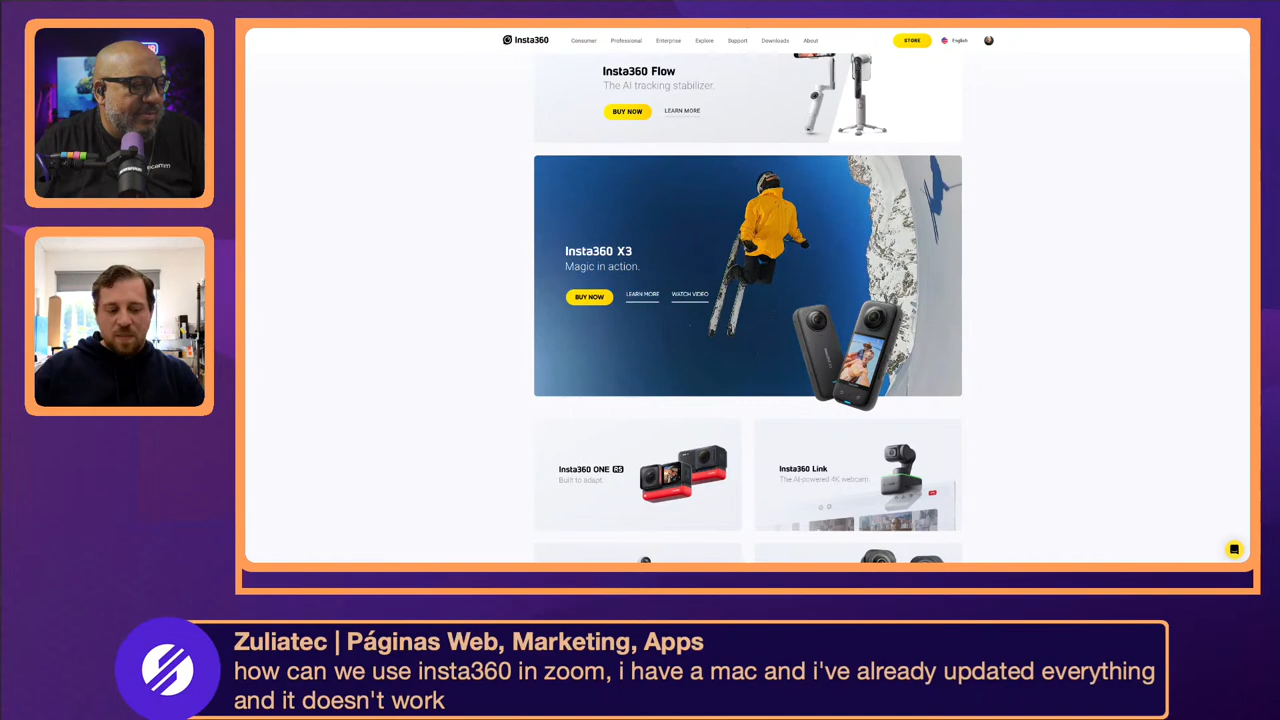 Insta360
Consumer
Professional
Enterprise
Explore
Support
Downloads
About
STORE
English
Insta360 Flow
The AI tracking stabilizer.
BUY NOW
LEARN MORE
Insta360 X3
Magic in action.
BUY NOW
LEARN MORE
WATCH VIDEO
Insta360 ONE RS
Built to adapt.
Insta360 Link
The AI-powered 4K webcam.
Zuliatec | Páginas Web, Marketing, Apps
how can we use insta360 in zoom, i have a mac and i've already updated everything
and it doesn't work